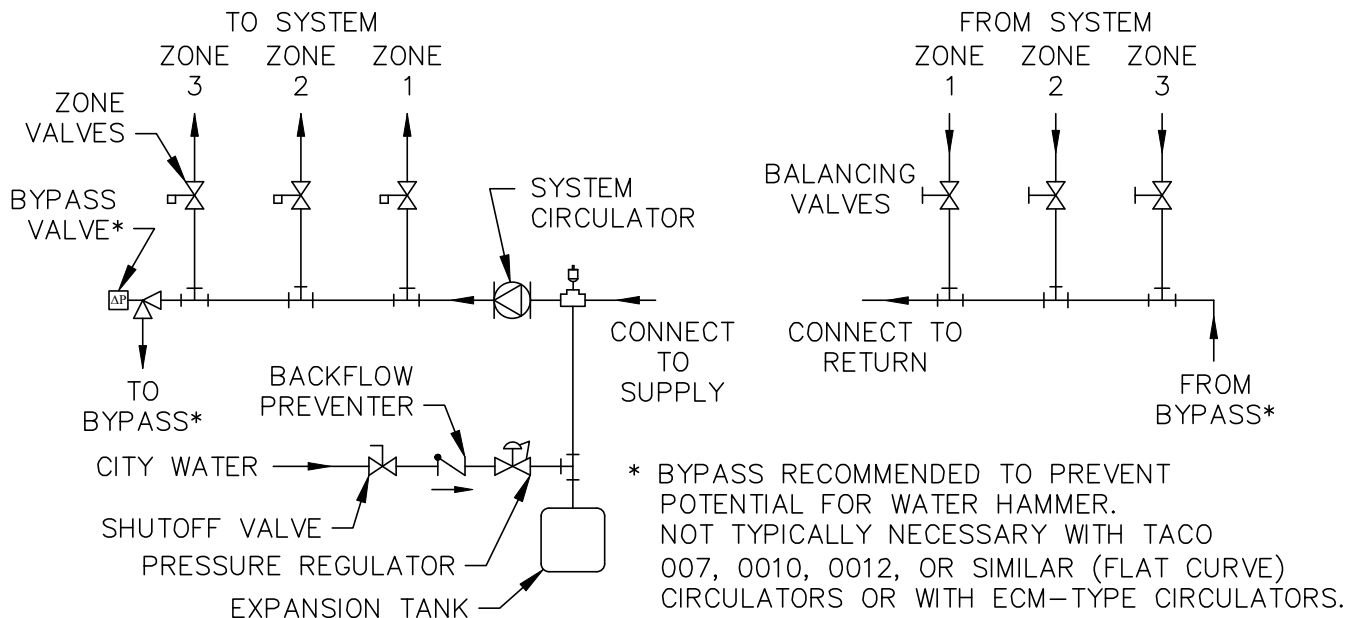 TO SYSTEM
ZONE
3
ZONE
2
ZONE
1
ZONE
VALVES
BYPASS
VALVE*
ΔP
TO
BYPASS*
SYSTEM
CIRCULATOR
CONNECT
TO
SUPPLY
FROM SYSTEM
ZONE
1
ZONE
2
ZONE
3
BALANCING
VALVES
CONNECT TO
RETURN
FROM
BYPASS*
BACKFLOW
PREVENTER
CITY WATER
SHUTOFF VALVE
PRESSURE REGULATOR
EXPANSION TANK
* BYPASS RECOMMENDED TO PREVENT
POTENTIAL FOR WATER HAMMER.
NOT TYPICALLY NECESSARY WITH TACO
007, 0010, 0012, OR SIMILAR (FLAT CURVE)
CIRCULATORS OR WITH ECM-TYPE CIRCULATORS.